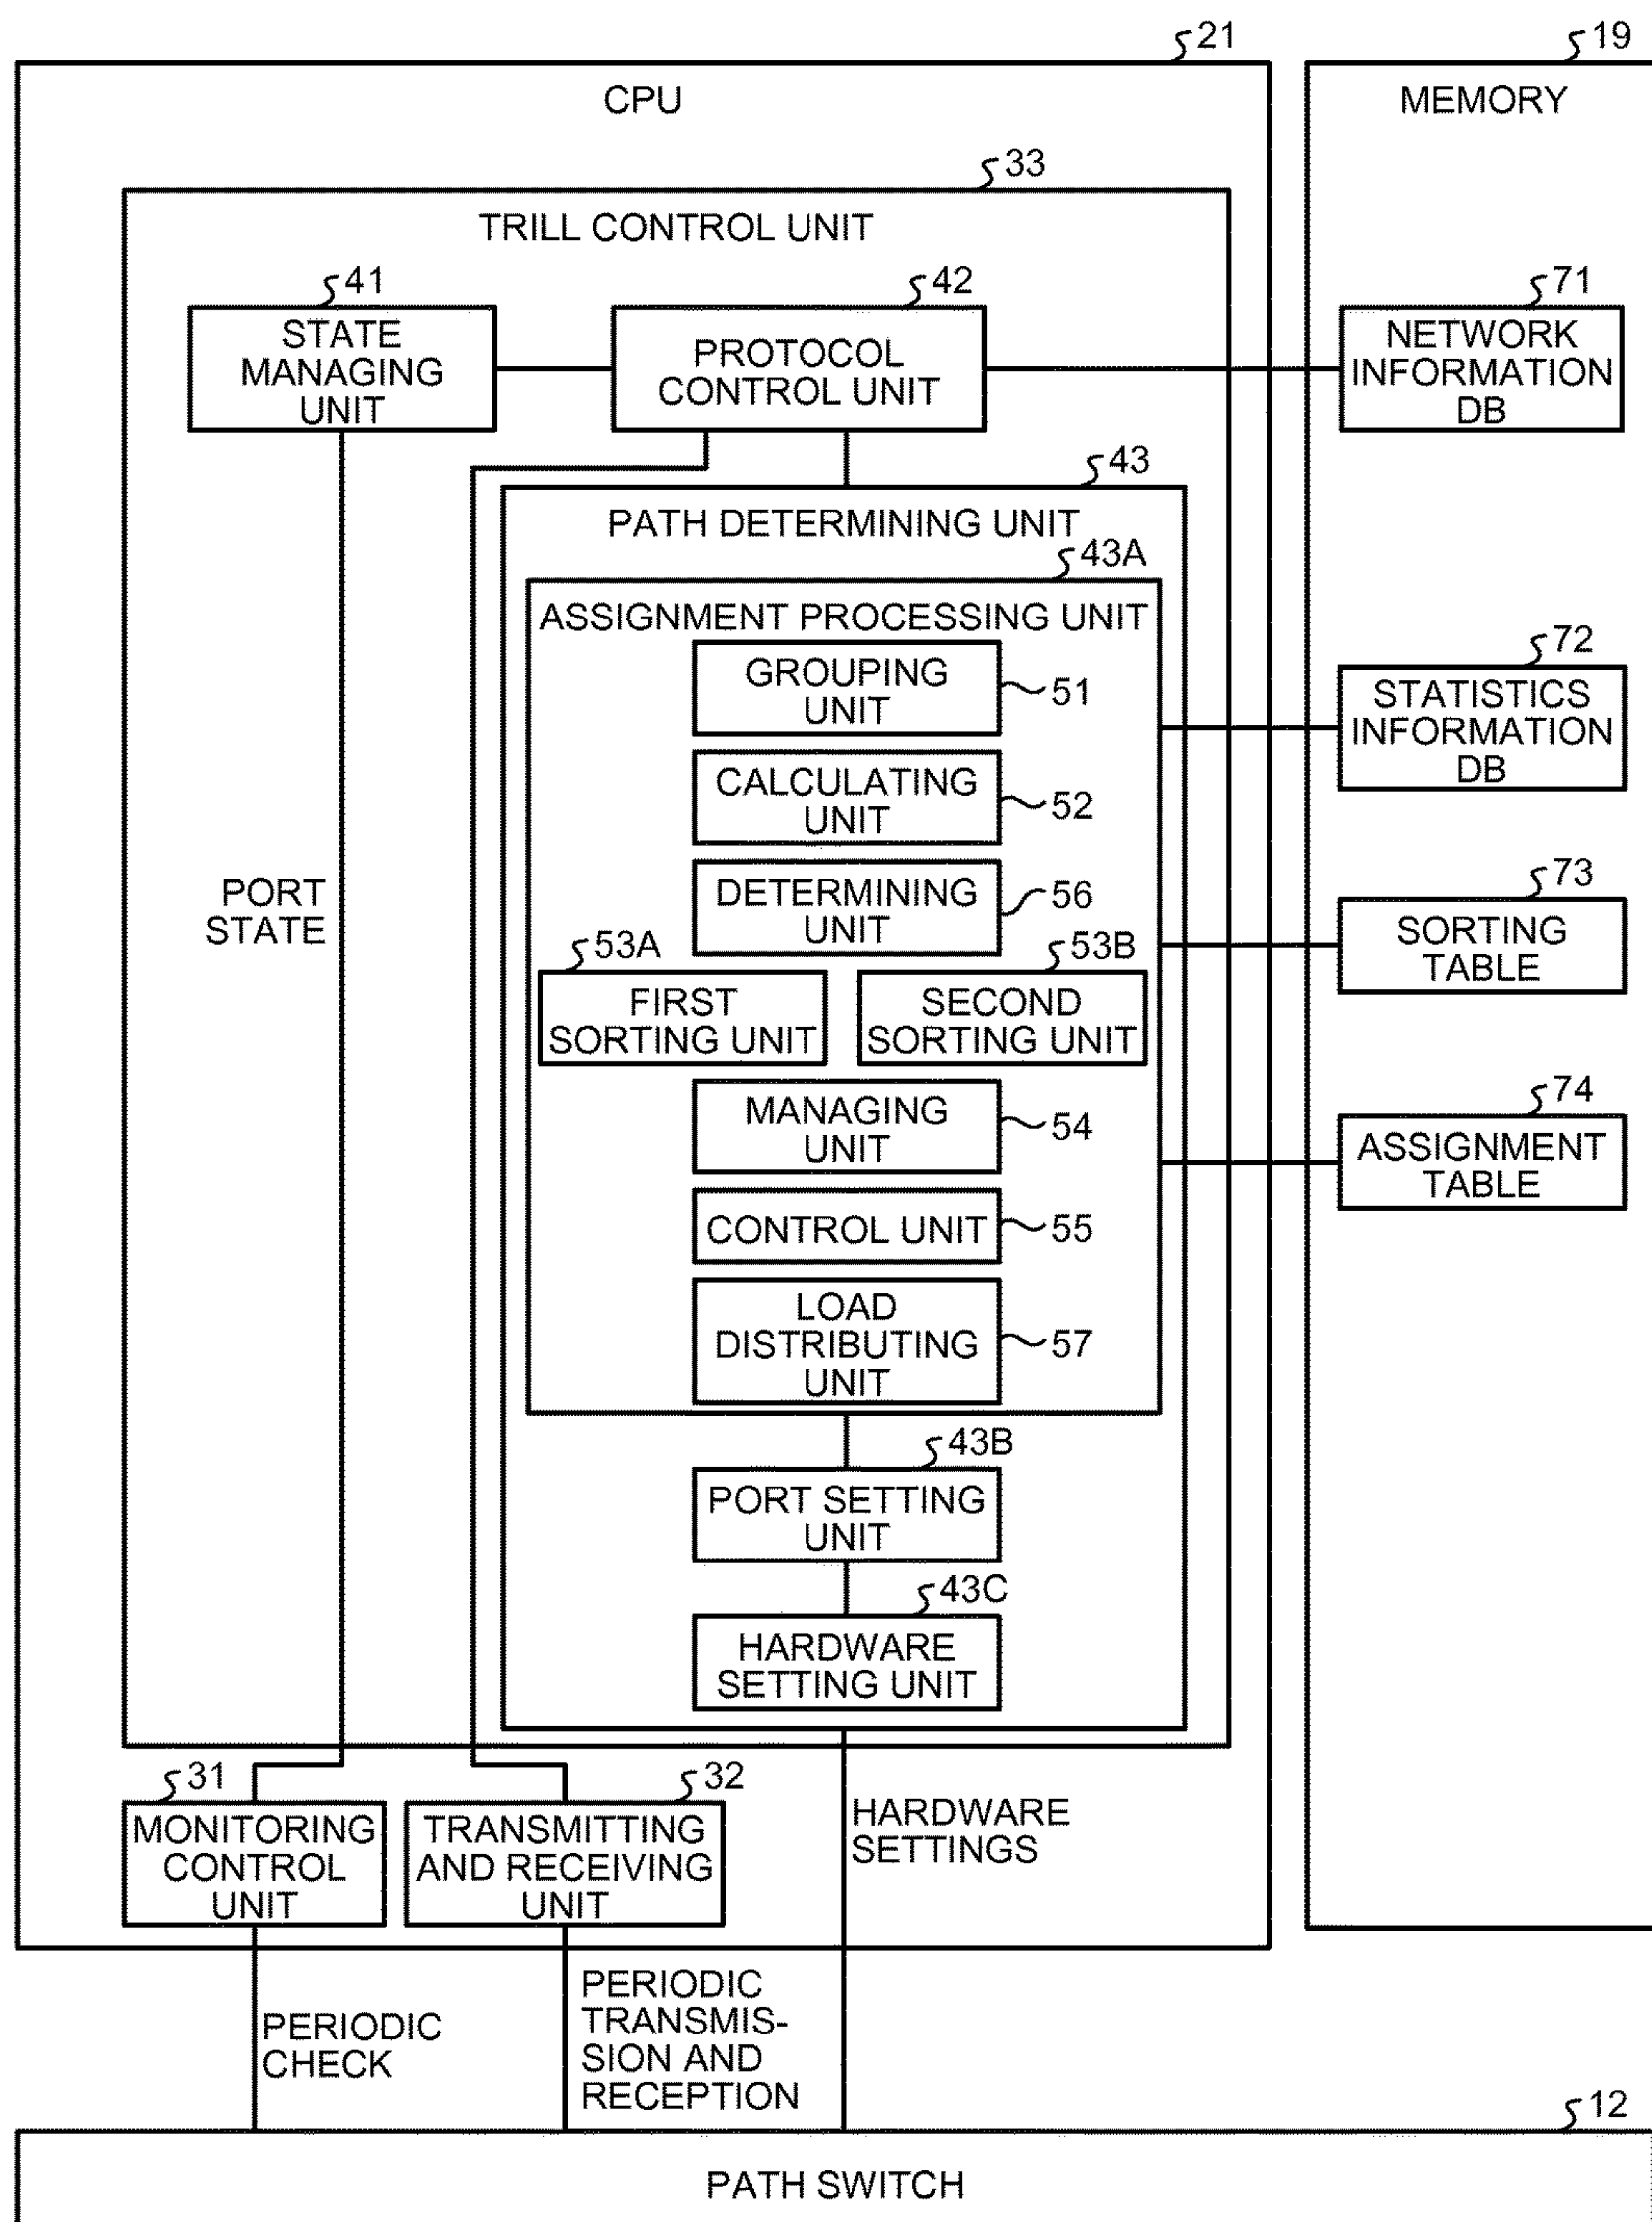 21
19
CPU
MEMORY
33
TRILL CONTROL UNIT
41
42
71
STATE
MANAGING
UNIT
PROTOCOL
CONTROL UNIT
NETWORK
INFORMATION
DB
43
PATH DETERMINING UNIT
43A
ASSIGNMENT PROCESSING UNIT
GROUPING
UNIT
51
72
STATISTICS
INFORMATION
DB
CALCULATING
UNIT
52
PORT
STATE
DETERMINING
UNIT
56
73
SORTING
TABLE
53A
FIRST
SORTING UNIT
53B
SECOND
SORTING UNIT
MANAGING
UNIT
54
74
ASSIGNMENT
TABLE
CONTROL UNIT
55
LOAD
DISTRIBUTING
UNIT
57
43B
PORT SETTING
UNIT
43C
HARDWARE
SETTING UNIT
31
MONITORING
CONTROL
UNIT
32
TRANSMITTING
AND RECEIVING
UNIT
HARDWARE
SETTINGS
PERIODIC
CHECK
PERIODIC
TRANSMIS-
SION AND
RECEPTION
12
PATH SWITCH